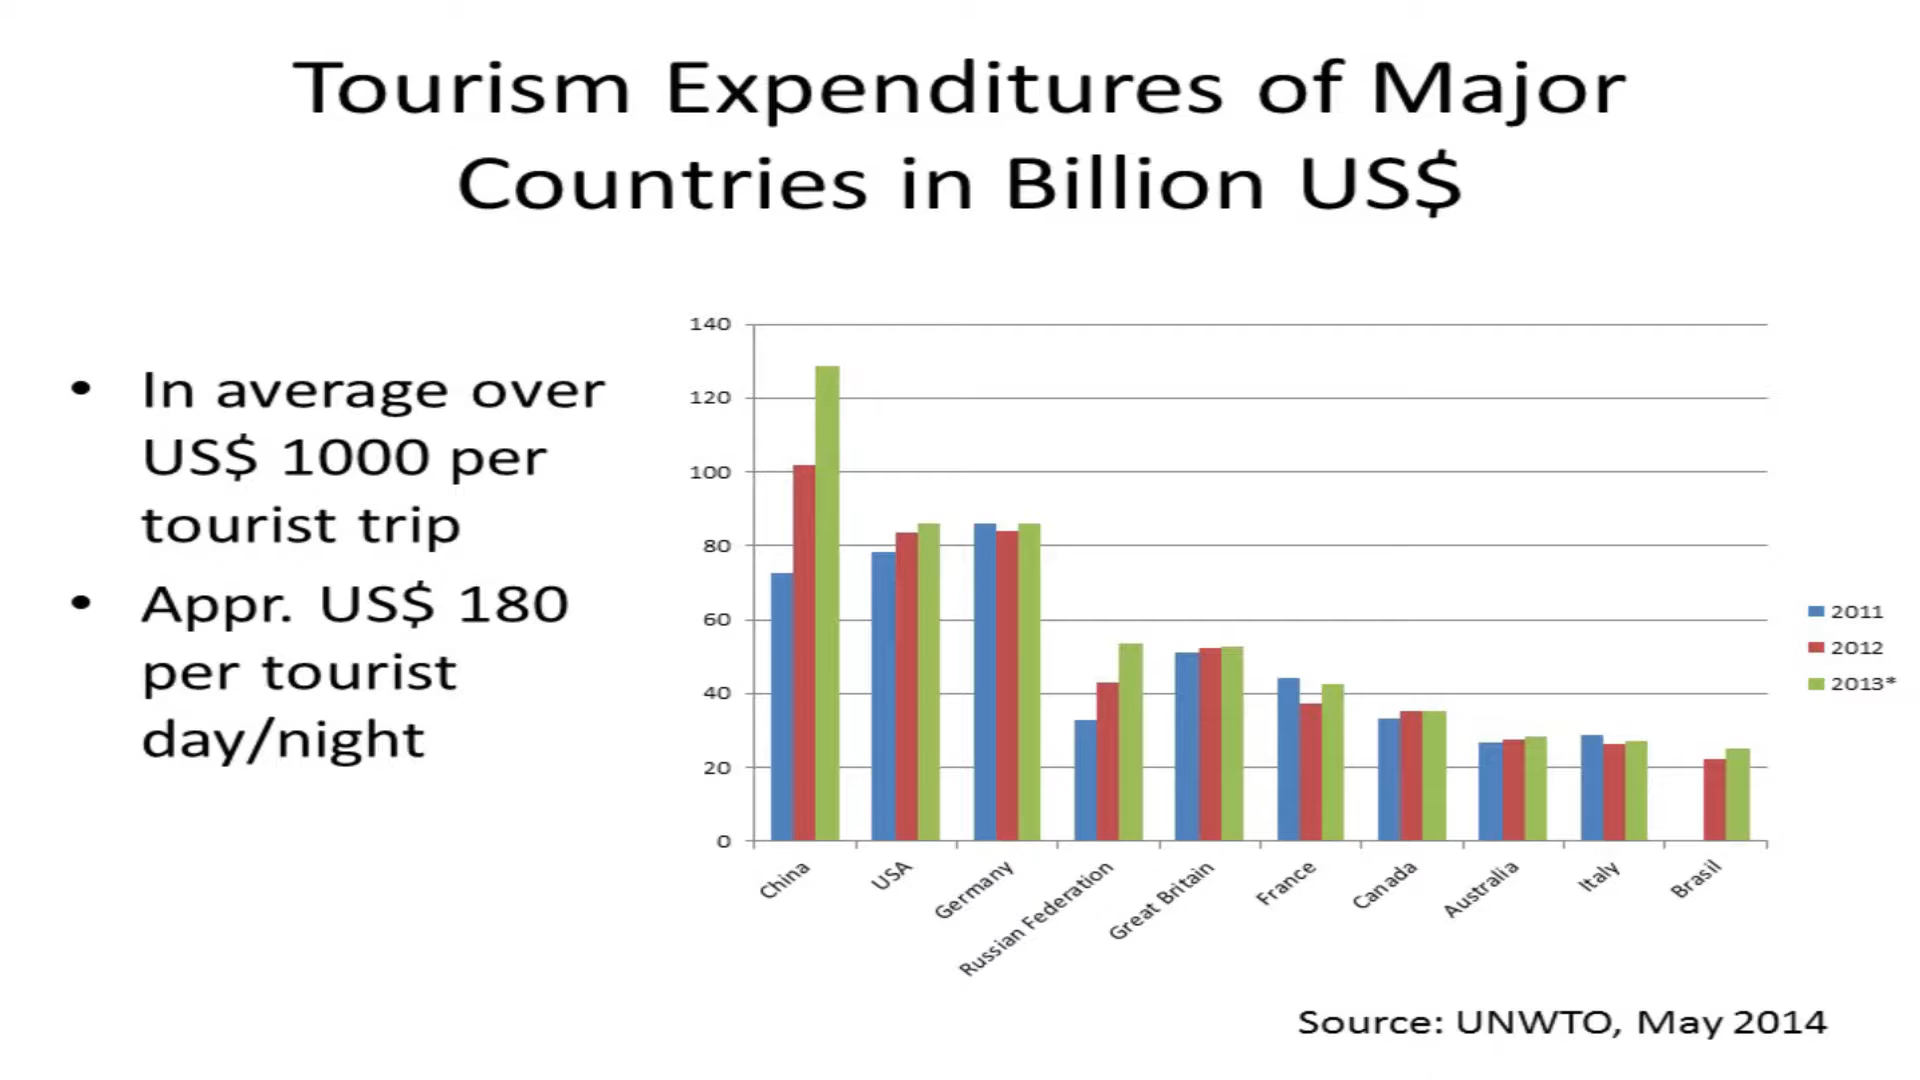 Tourism Expenditures of Major
Countries in Billion US$
• In average over
US$ 1000 per
tourist trip
• Appr. US$ 180
per tourist
day/night
140
120
100
80
60
40
20
0
China
USA
Germany
Russian Federation
Great Britain
France
Canada
Australia
Italy
Brasil
2011
2012
2013*
Source: UNWTO, May 2014